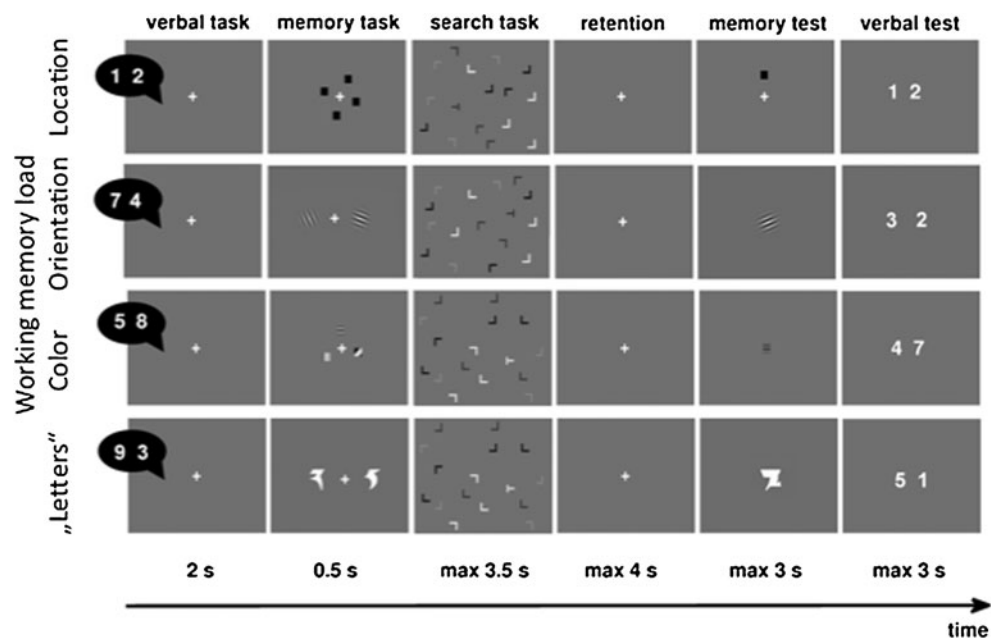 verbal task memory task search task retention memory test verbal test
Working memory load
Location
1 2
1 2
Orientation
7 4
3 2
Color
5 8
4 7
„Letters“
9 3
5 1
2 s 0.5 s max 3.5 s max 4 s max 3 s max 3 s
time